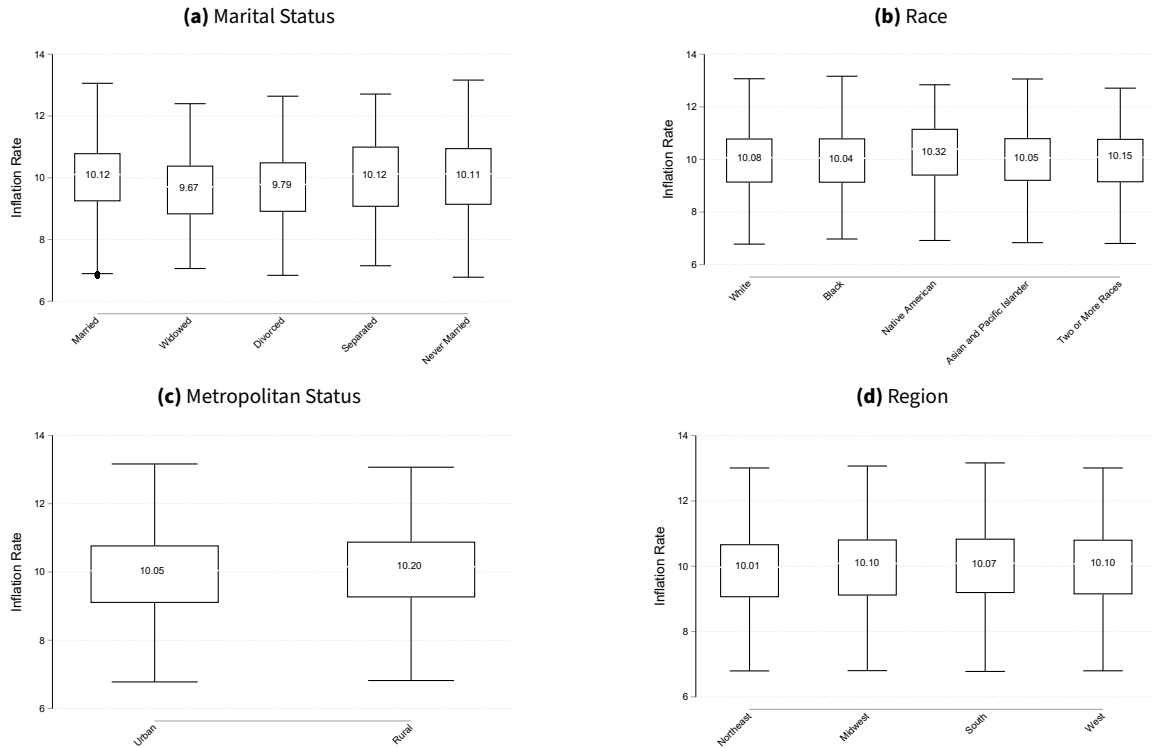 (a) Marital Status
14
12
10
8
6
Inflation Rate
10.12
9.67
9.79
10.12
10.11
Married
Widowed
Divorced
Separated
Never Married
(b) Race
14
12
10
8
6
Inflation Rate
10.08
10.04
10.32
10.05
10.15
White
Black
Native American
Asian and Pacific Islander
Two or More Races
(c) Metropolitan Status
14
12
10
8
6
Inflation Rate
10.05
10.20
Urban
Rural
(d) Region
14
12
10
8
6
Inflation Rate
10.01
10.10
10.07
10.10
Northeast
Midwest
South
West